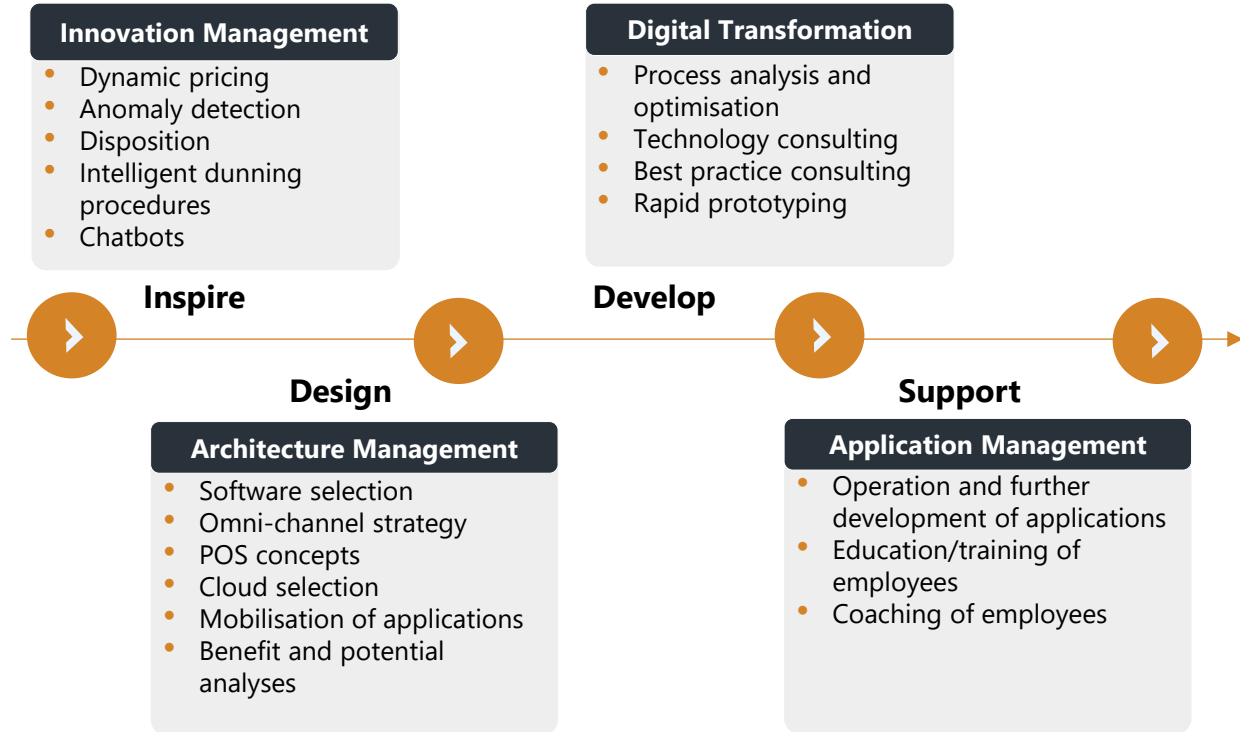 Innovation Management
• Dynamic pricing
• Anomaly detection
• Disposition
• Intelligent dunning
procedures
• Chatbots
Digital Transformation
• Process analysis and
optimisation
• Technology consulting
• Best practice consulting
• Rapid prototyping
Inspire
Develop
Design
Support
Architecture Management
• Software selection
• Omni-channel strategy
• POS concepts
• Cloud selection
• Mobilisation of applications
• Benefit and potential
analyses
Application Management
• Operation and further
development of applications
• Education/training of
employees
• Coaching of employees